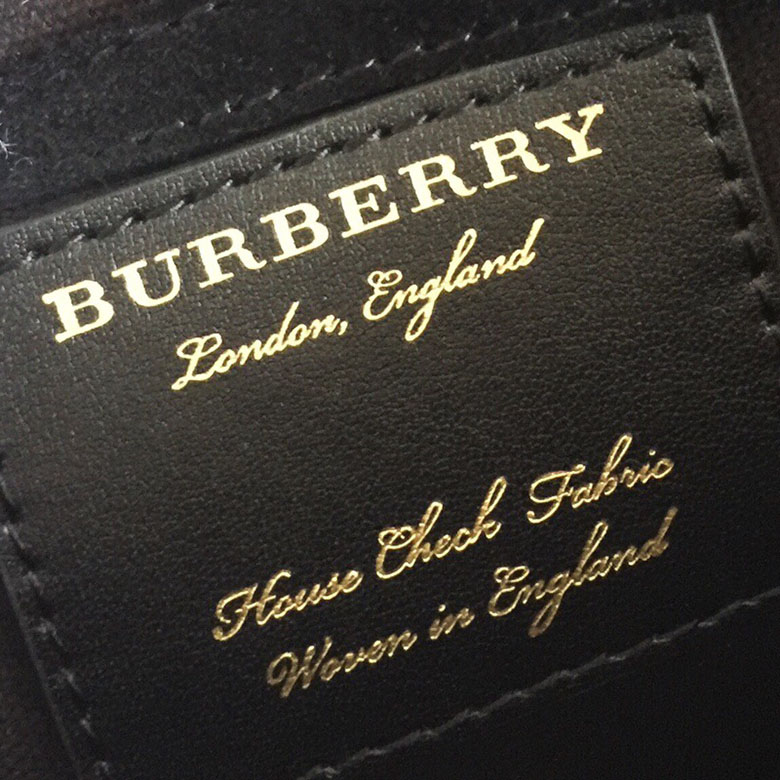 BURBERRY
London, England
House Check Fabric
Woven in England